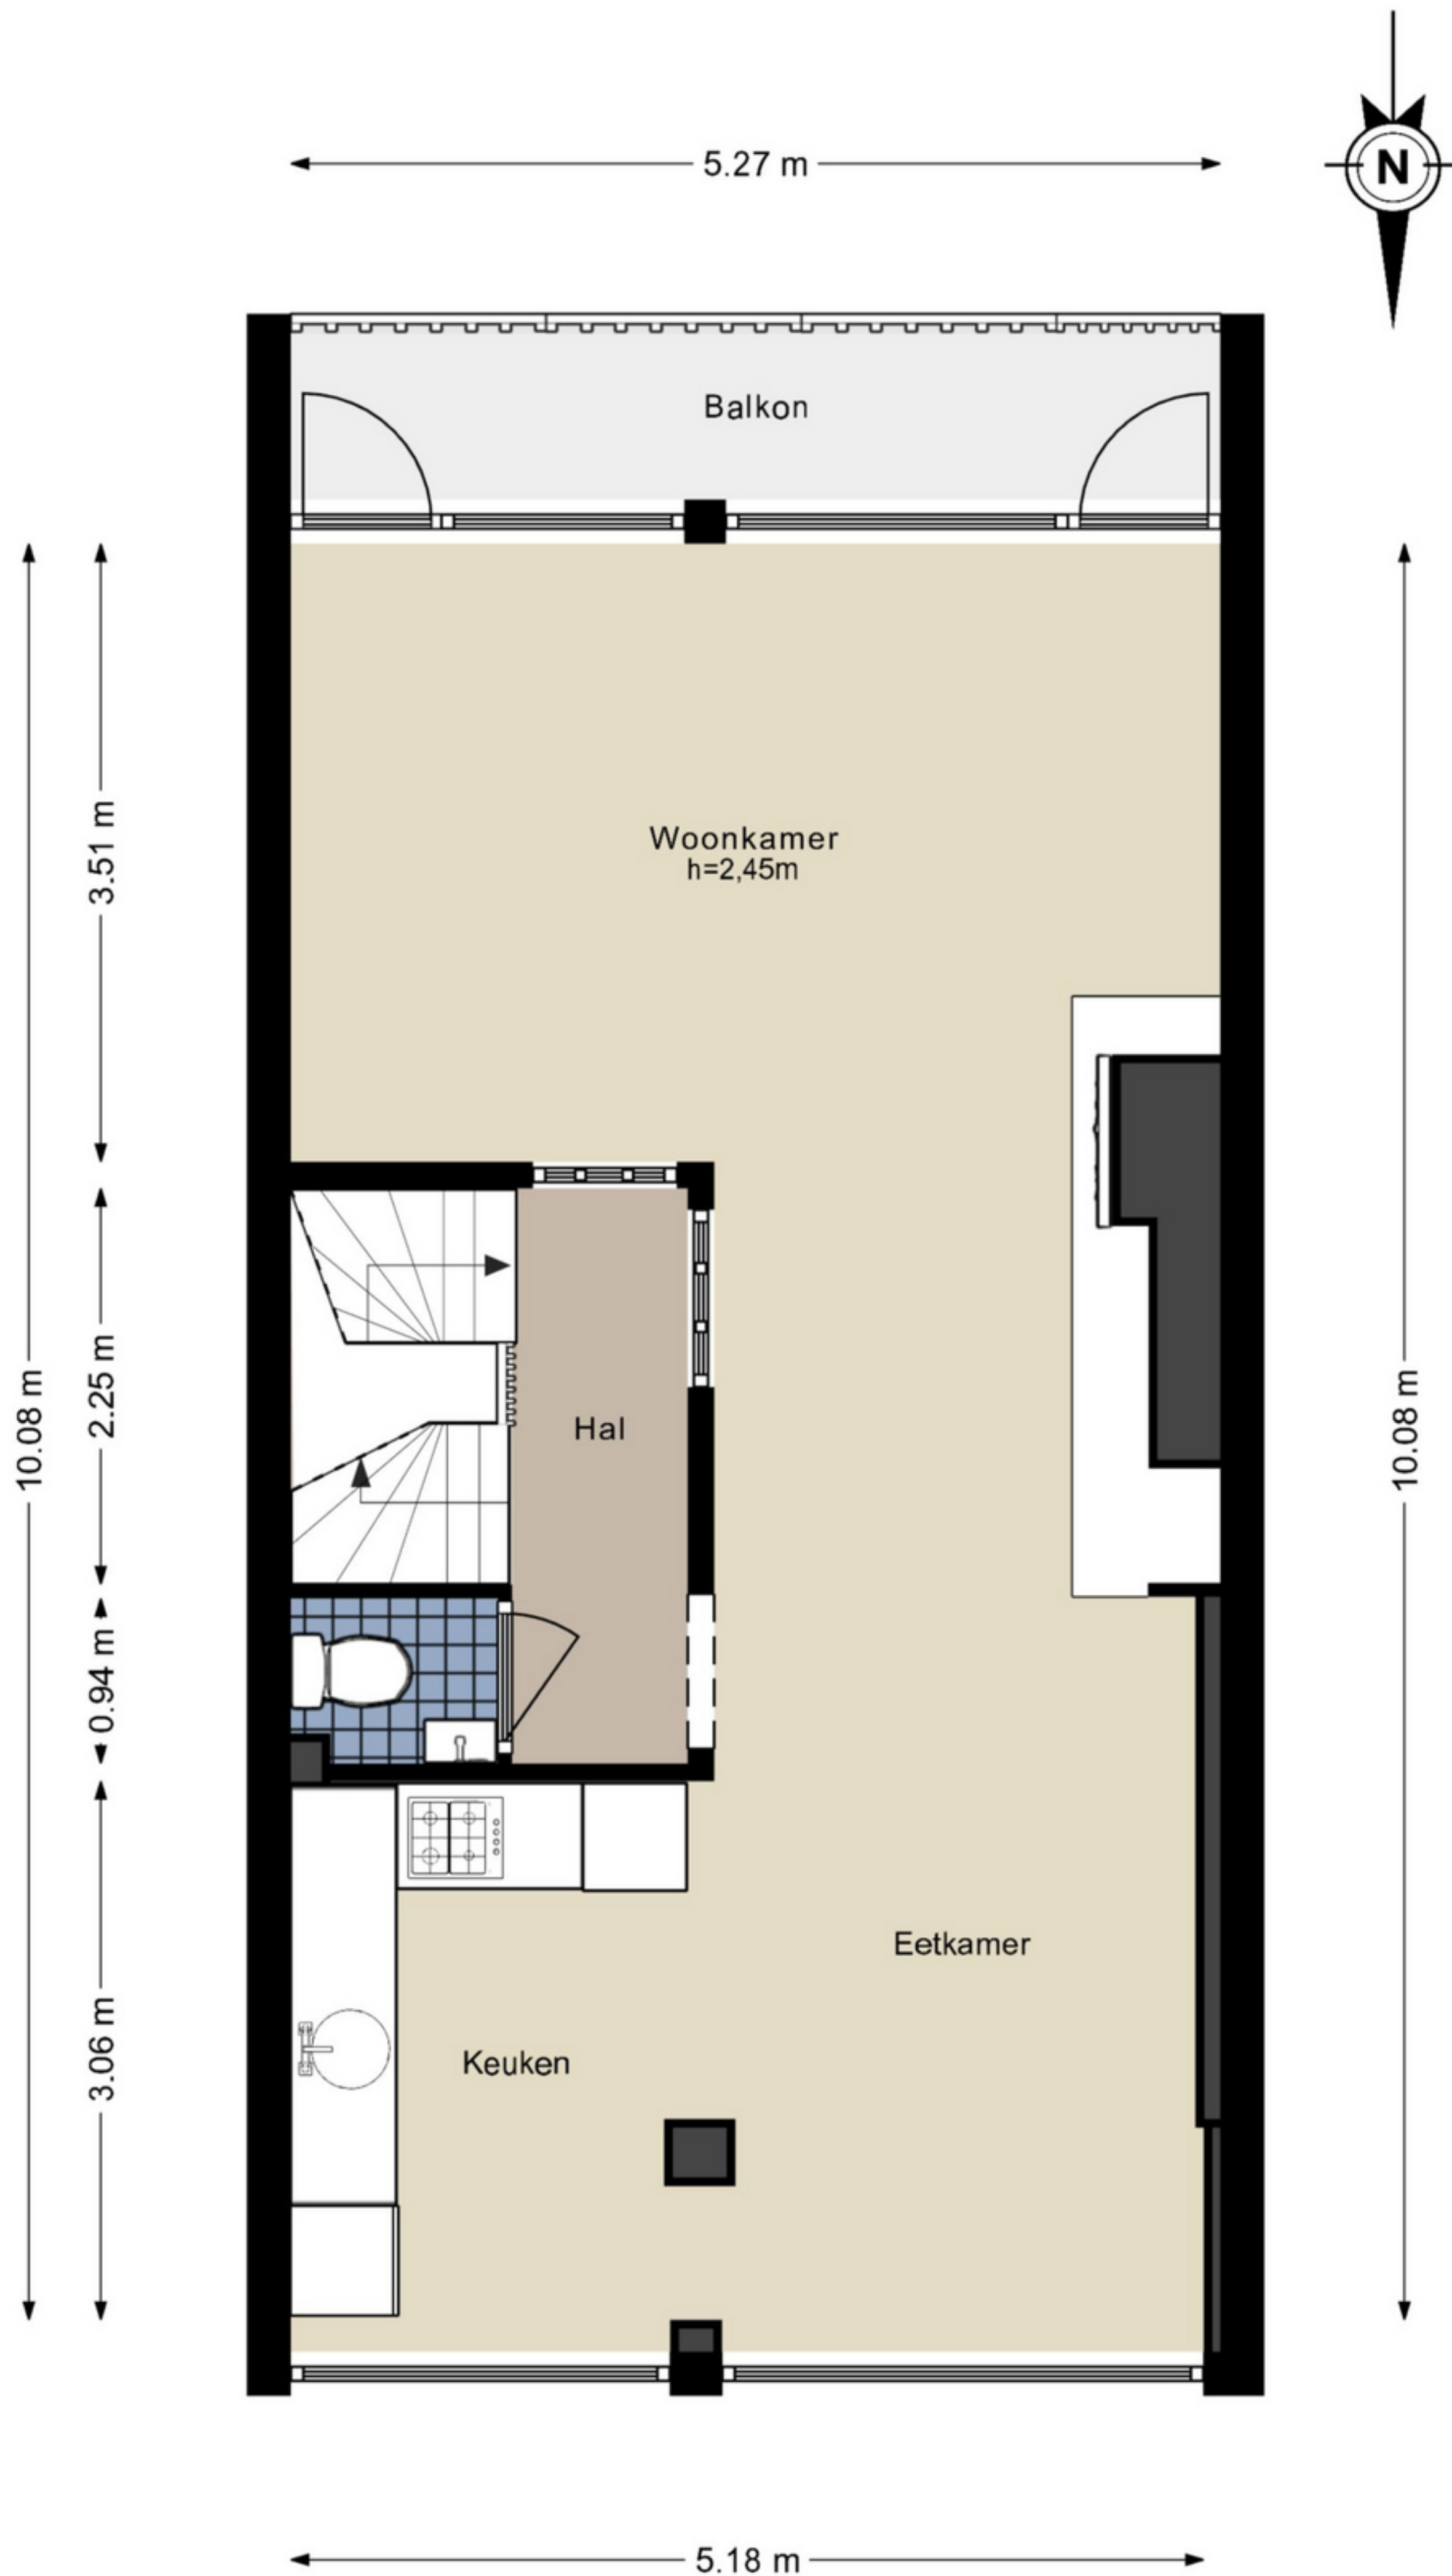 N
5.27 m
Balkon
Woonkamer
h=2,45m
3.51 m
10.08 m
2.25 m
10.08 m
Hal
0.94 m
Eetkamer
3.06 m
Keuken
5.18 m